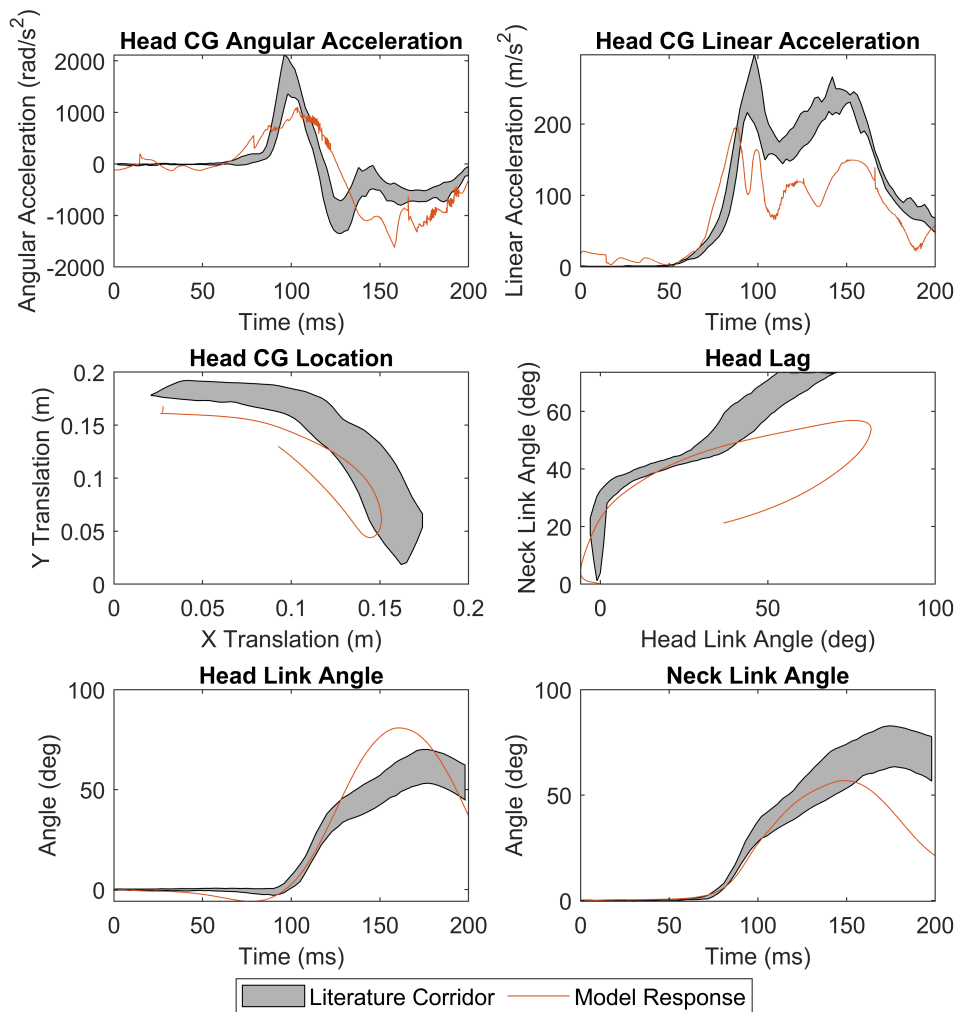 Head CG Angular Acceleration
Angular Acceleration (rad/s²)
2000
1000
0
-1000
-2000
0 50 100 150 200
Time (ms)
Head CG Linear Acceleration
Linear Acceleration (m/s²)
200
100
0
0 50 100 150 200
Time (ms)
Head CG Location
Y Translation (m)
0.2
0.15
0.1
0.05
0
0 0.05 0.1 0.15 0.2
X Translation (m)
Head Lag
Neck Link Angle (deg)
60
40
20
0
0 50 100
Head Link Angle (deg)
Head Link Angle
Angle (deg)
100
50
0
0 50 100 150 200
Time (ms)
Neck Link Angle
Angle (deg)
100
50
0
0 50 100 150 200
Time (ms)
Literature Corridor Model Response